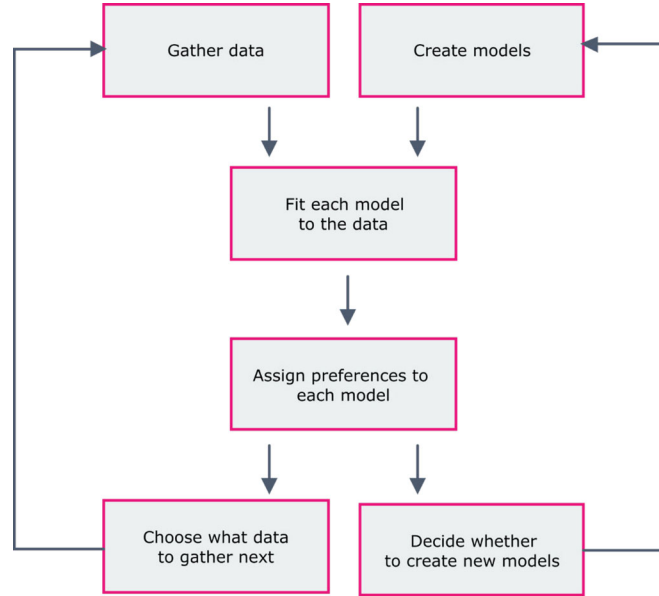 Gather data
Create models
Fit each model
to the data
Assign preferences to
each model
Choose what data
to gather next
Decide whether
to create new models